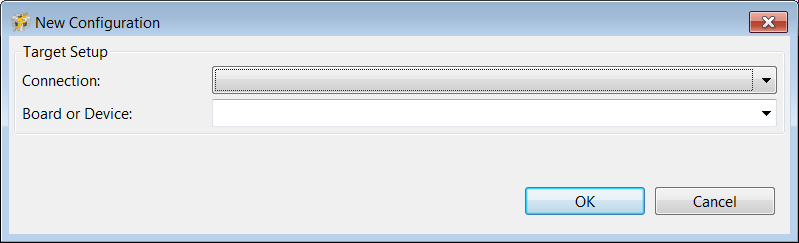 New Configuration
Target Setup
Connection:
Board or Device:
OK
Cancel